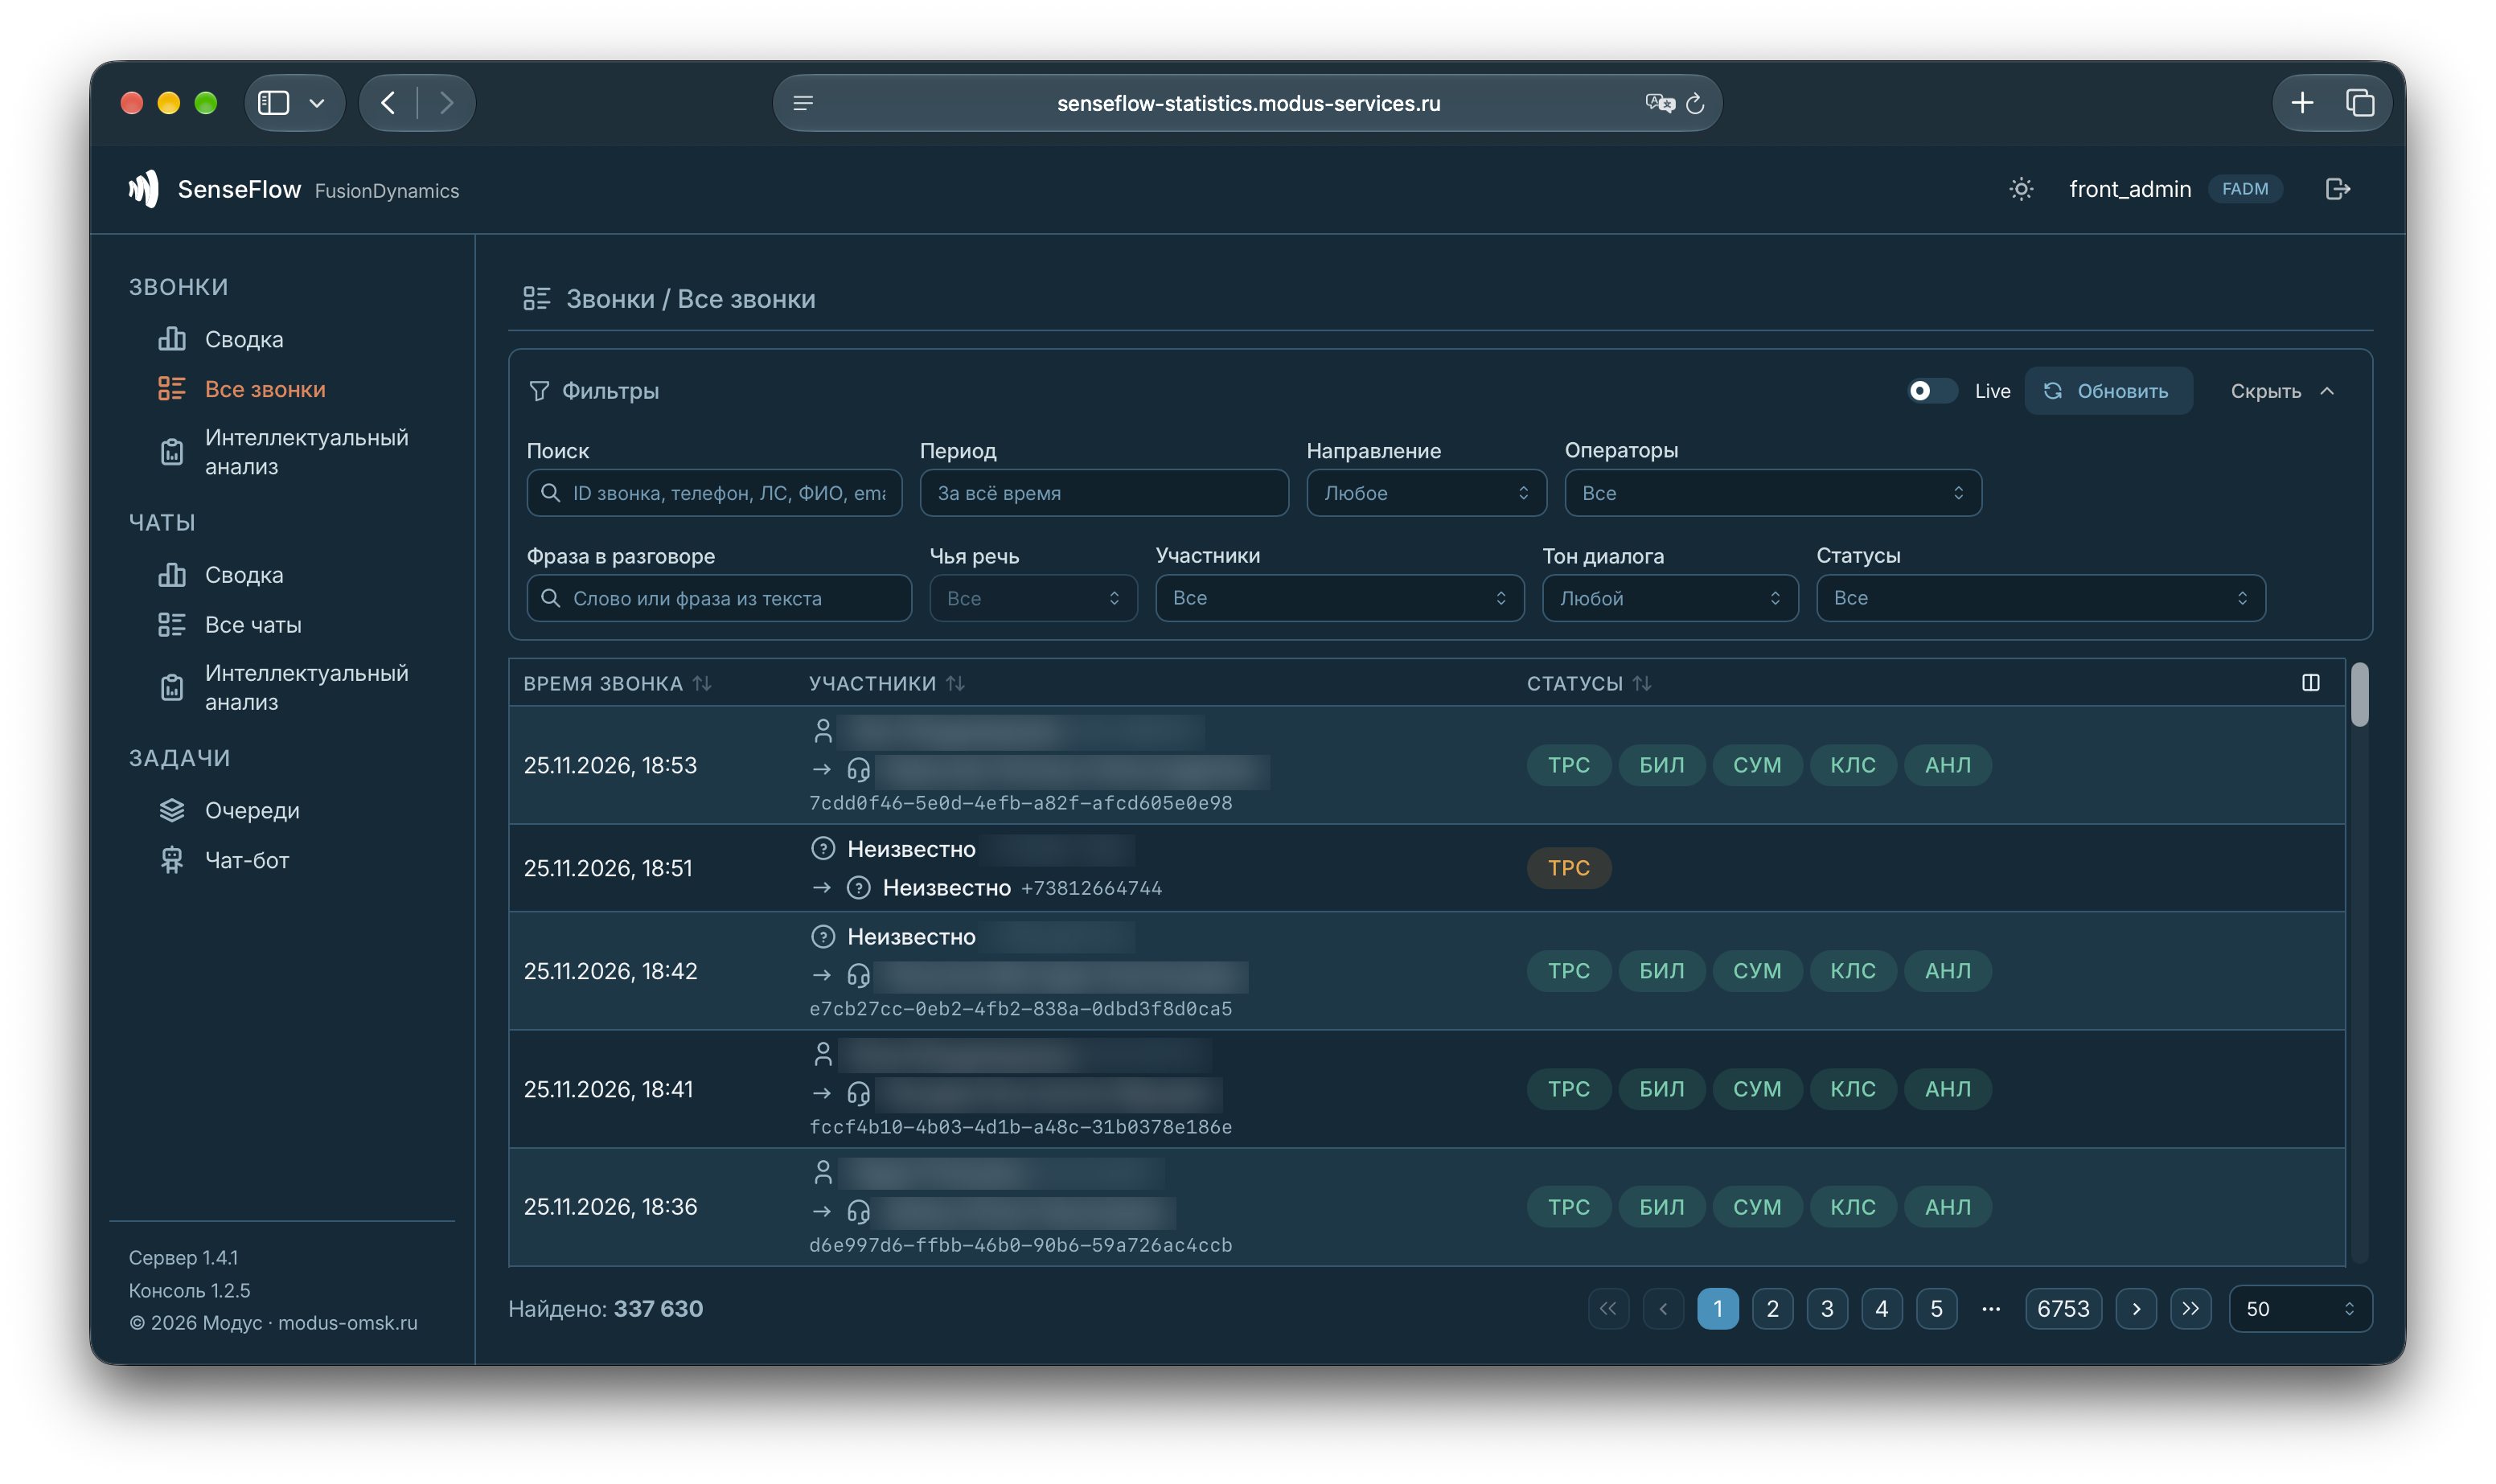 senseflow-statistics.modus-services.ru
SenseFlow FusionDynamics
front_admin FADM
ЗВОНКИ
Сводка
Все звонки
Интеллектуальный
анализ
ЧАТЫ
Сводка
Все чаты
Интеллектуальный
анализ
ЗАДАЧИ
Очереди
Чат-бот
Сервер 1.4.1
Консоль 1.2.5
© 2026 Модус · modus-omsk.ru
Звонки / Все звонки
Фильтры Live Обновить Скрыть
Поиск Период Направление Операторы
ID звонка, телефон, ЛС, ФИО, ema За всё время Любое Все
Фраза в разговоре Чья речь Участники Тон диалога Статусы
Слово или фраза из текста Все Все Любой Все
ВРЕМЯ ЗВОНКА УЧАСТНИКИ СТАТУСЫ
25.11.2026, 18:53 ТРС БИЛ СУМ КЛС АНЛ
7cdd0f46-5e0d-4efb-a82f-afcd605e0e98
Неизвестно
25.11.2026, 18:51 ТРС
Неизвестно +73812664744
Неизвестно
25.11.2026, 18:42 ТРС БИЛ СУМ КЛС АНЛ
e7cb27cc-0eb2-4fb2-838a-0dbd3f8d0ca5
25.11.2026, 18:41 ТРС БИЛ СУМ КЛС АНЛ
fccf4b10-4b03-4d1b-a48c-31b0378e186e
25.11.2026, 18:36 ТРС БИЛ СУМ КЛС АНЛ
d6e997d6-ffbb-46b0-90b6-59a726ac4ccb
Найдено: 337 630 1 2 3 4 5 ... 6753 50